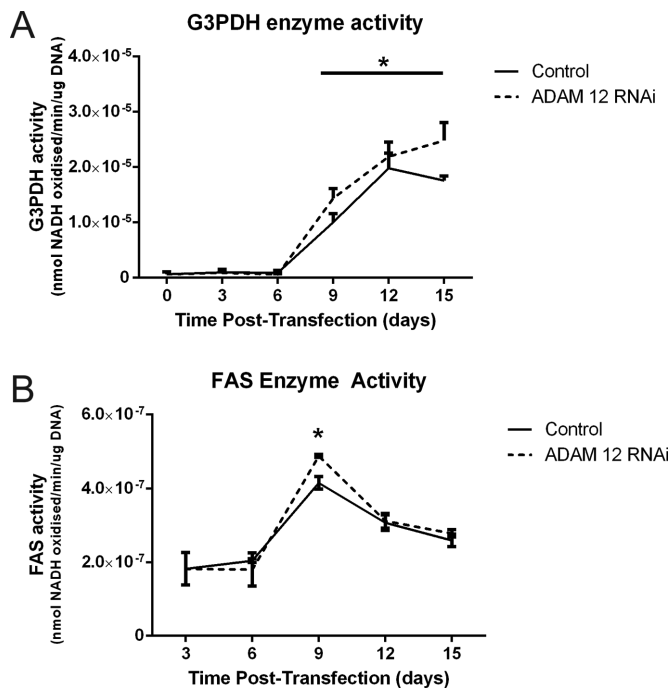 A
G3PDH enzyme activity
G3PDH activity
(nmol NADH oxidised/min/ug DNA)
4.0×10⁻⁵
3.0×10⁻⁵
2.0×10⁻⁵
1.0×10⁻⁵
0
*
Control
ADAM 12 RNAi
0 3 6 9 12 15
Time Post-Transfection (days)
B
FAS Enzyme Activity
FAS activity
(nmol NADH oxidised/min/ug DNA)
6.0×10⁻⁷
4.0×10⁻⁷
2.0×10⁻⁷
0
*
Control
ADAM 12 RNAi
3 6 9 12 15
Time Post-Transfection (days)